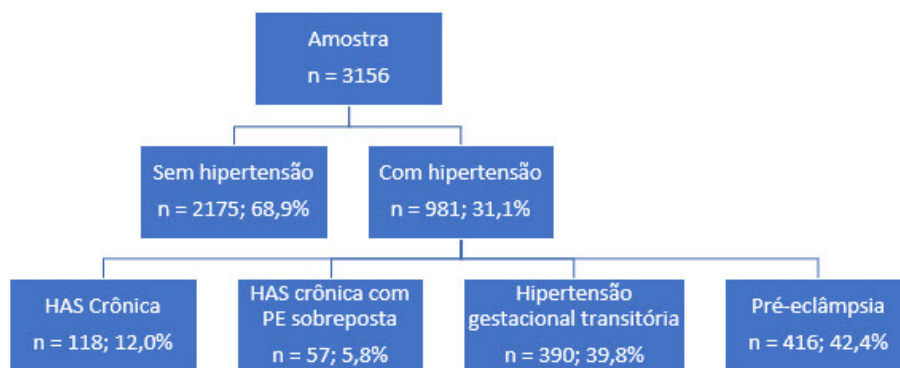 Amostra
n = 3156
Sem hipertensão
n = 2175; 68,9%
Com hipertensão
n = 981; 31,1%
HAS Crônica
n = 118; 12,0%
HAS crônica com
PE sobreposta
n = 57; 5,8%
Hipertensão
gestacional transitória
n = 390; 39,8%
Pré-eclâmpsia
n = 416; 42,4%